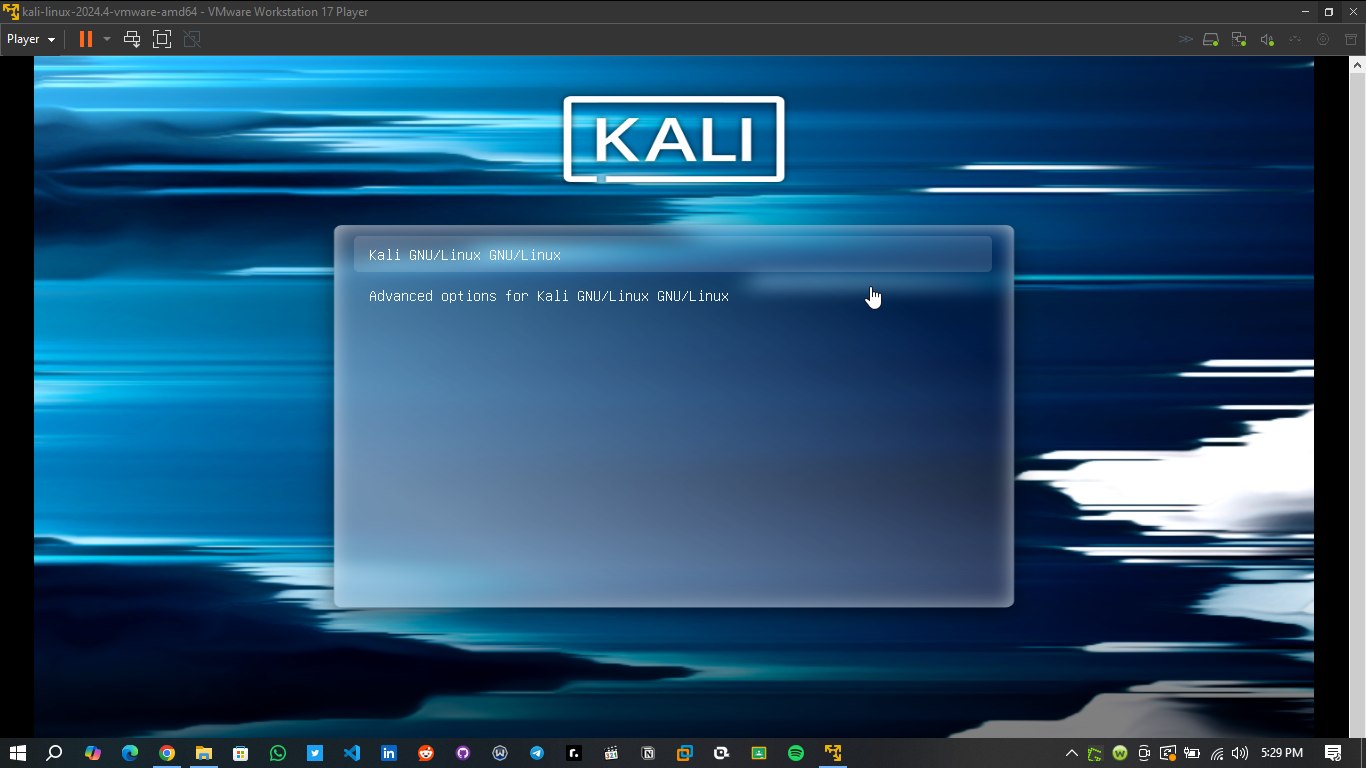 kali-linux-2024.4-vmware-amd64 - VMware Workstation 17 Player
Player
KALI
Kali GNU/Linux GNU/Linux
Advanced options for Kali GNU/Linux GNU/Linux
5:29 PM